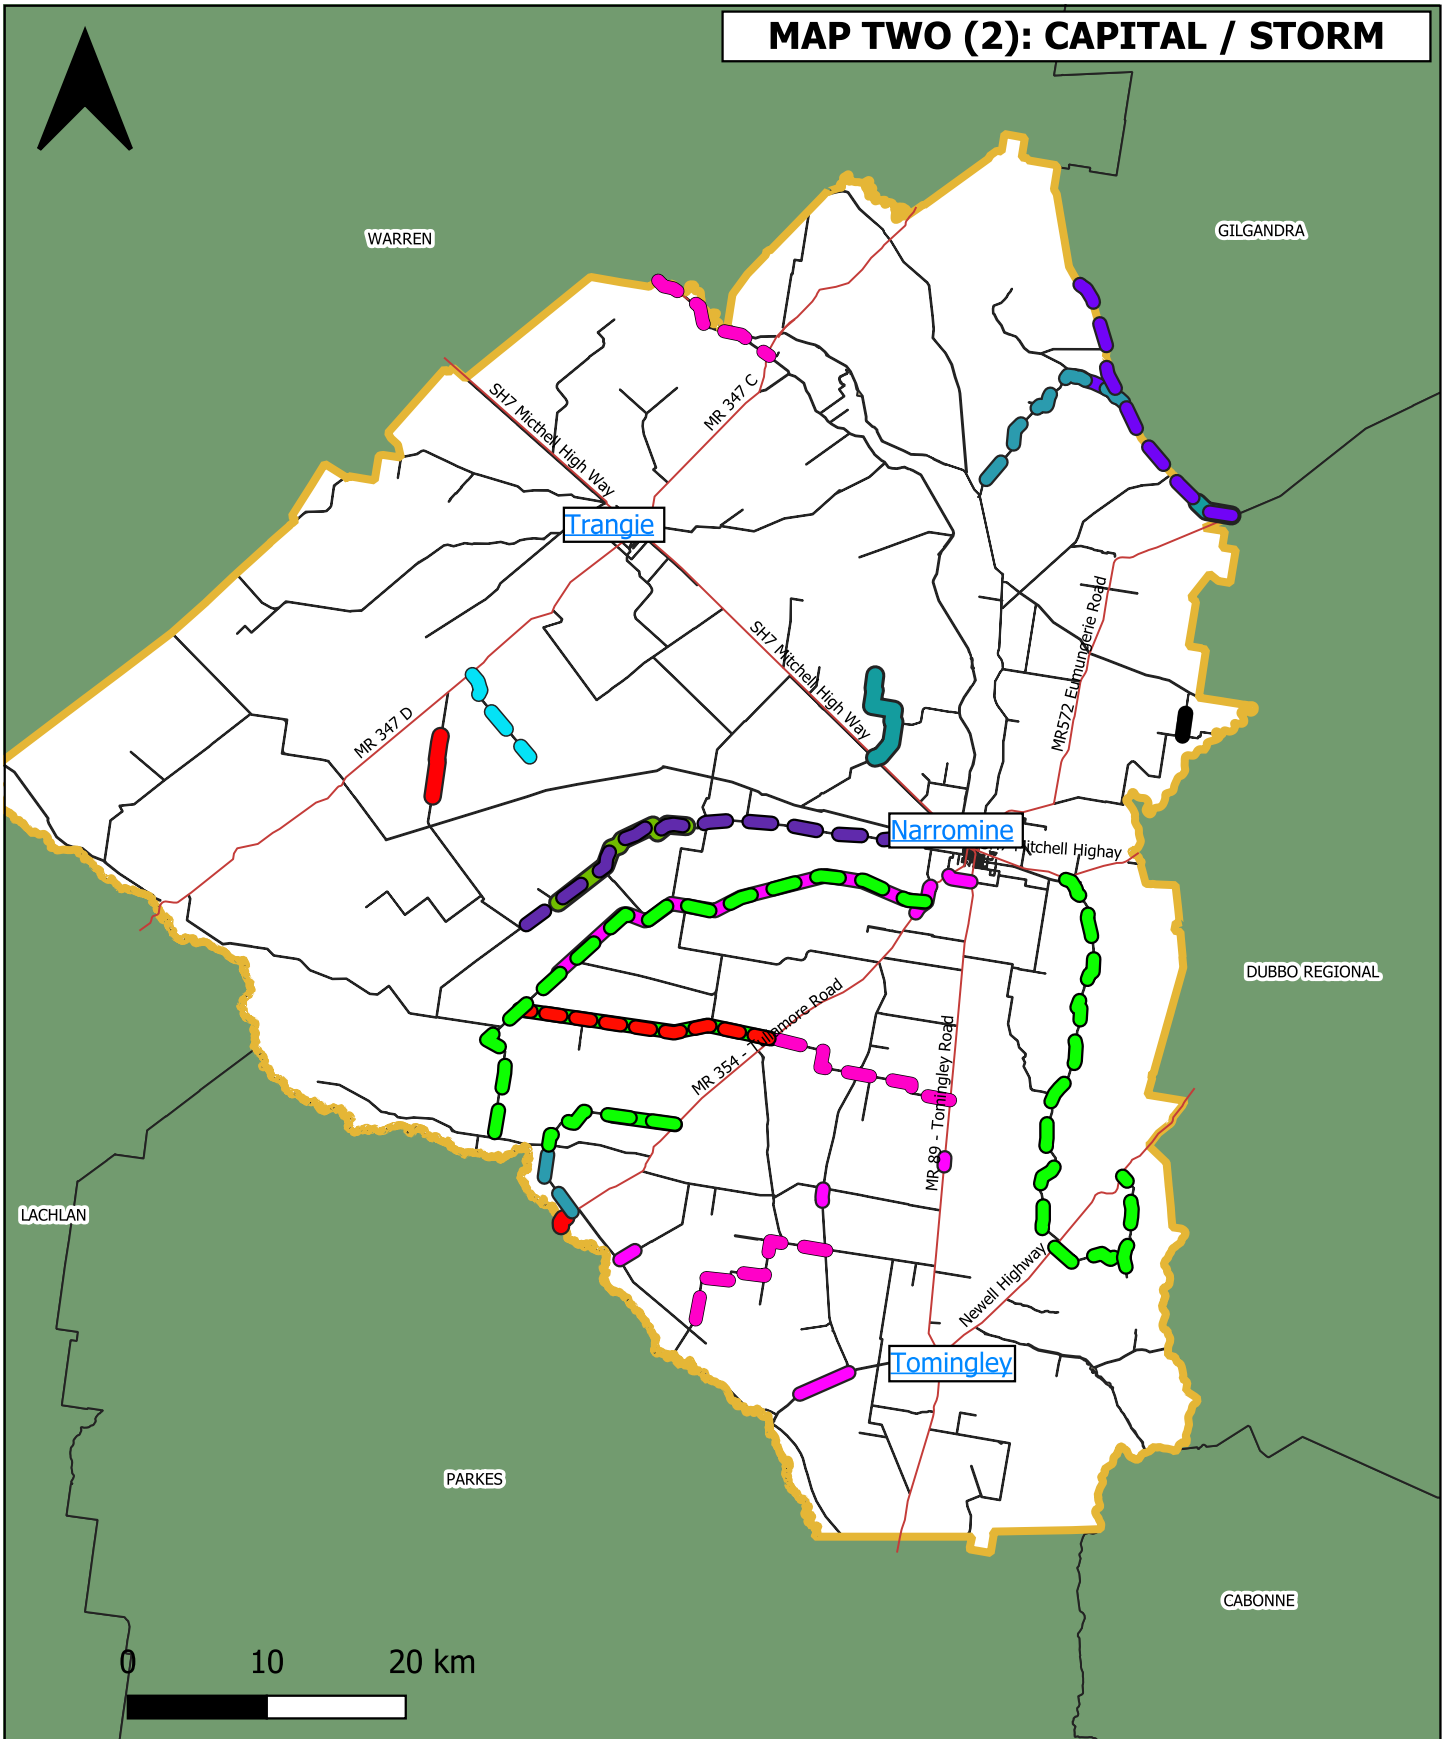 MAP TWO (2): CAPITAL / STORM
WARREN
GILGANDRA
SH7 Micthell High Way
MR 347 C
Trangie
SH7 Mitchell High Way
MR572 Eumungerie Road
MR 347 D
Narromine
Mitchell Highay
DUBBO REGIONAL
MR 354 - Tullamore Road
MR 89 - Tomingley Road
LACHLAN
Newell Highway
Tomingley
PARKES
CABONNE
0 10 20 km